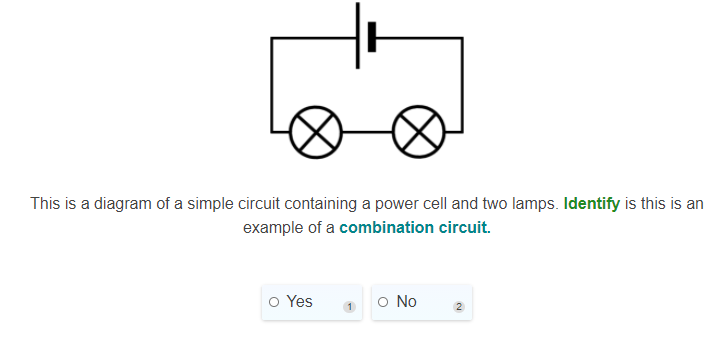 This is a diagram of a simple circuit containing a power cell and two lamps. Identify is this is an
example of a combination circuit.
Yes 1 No 2